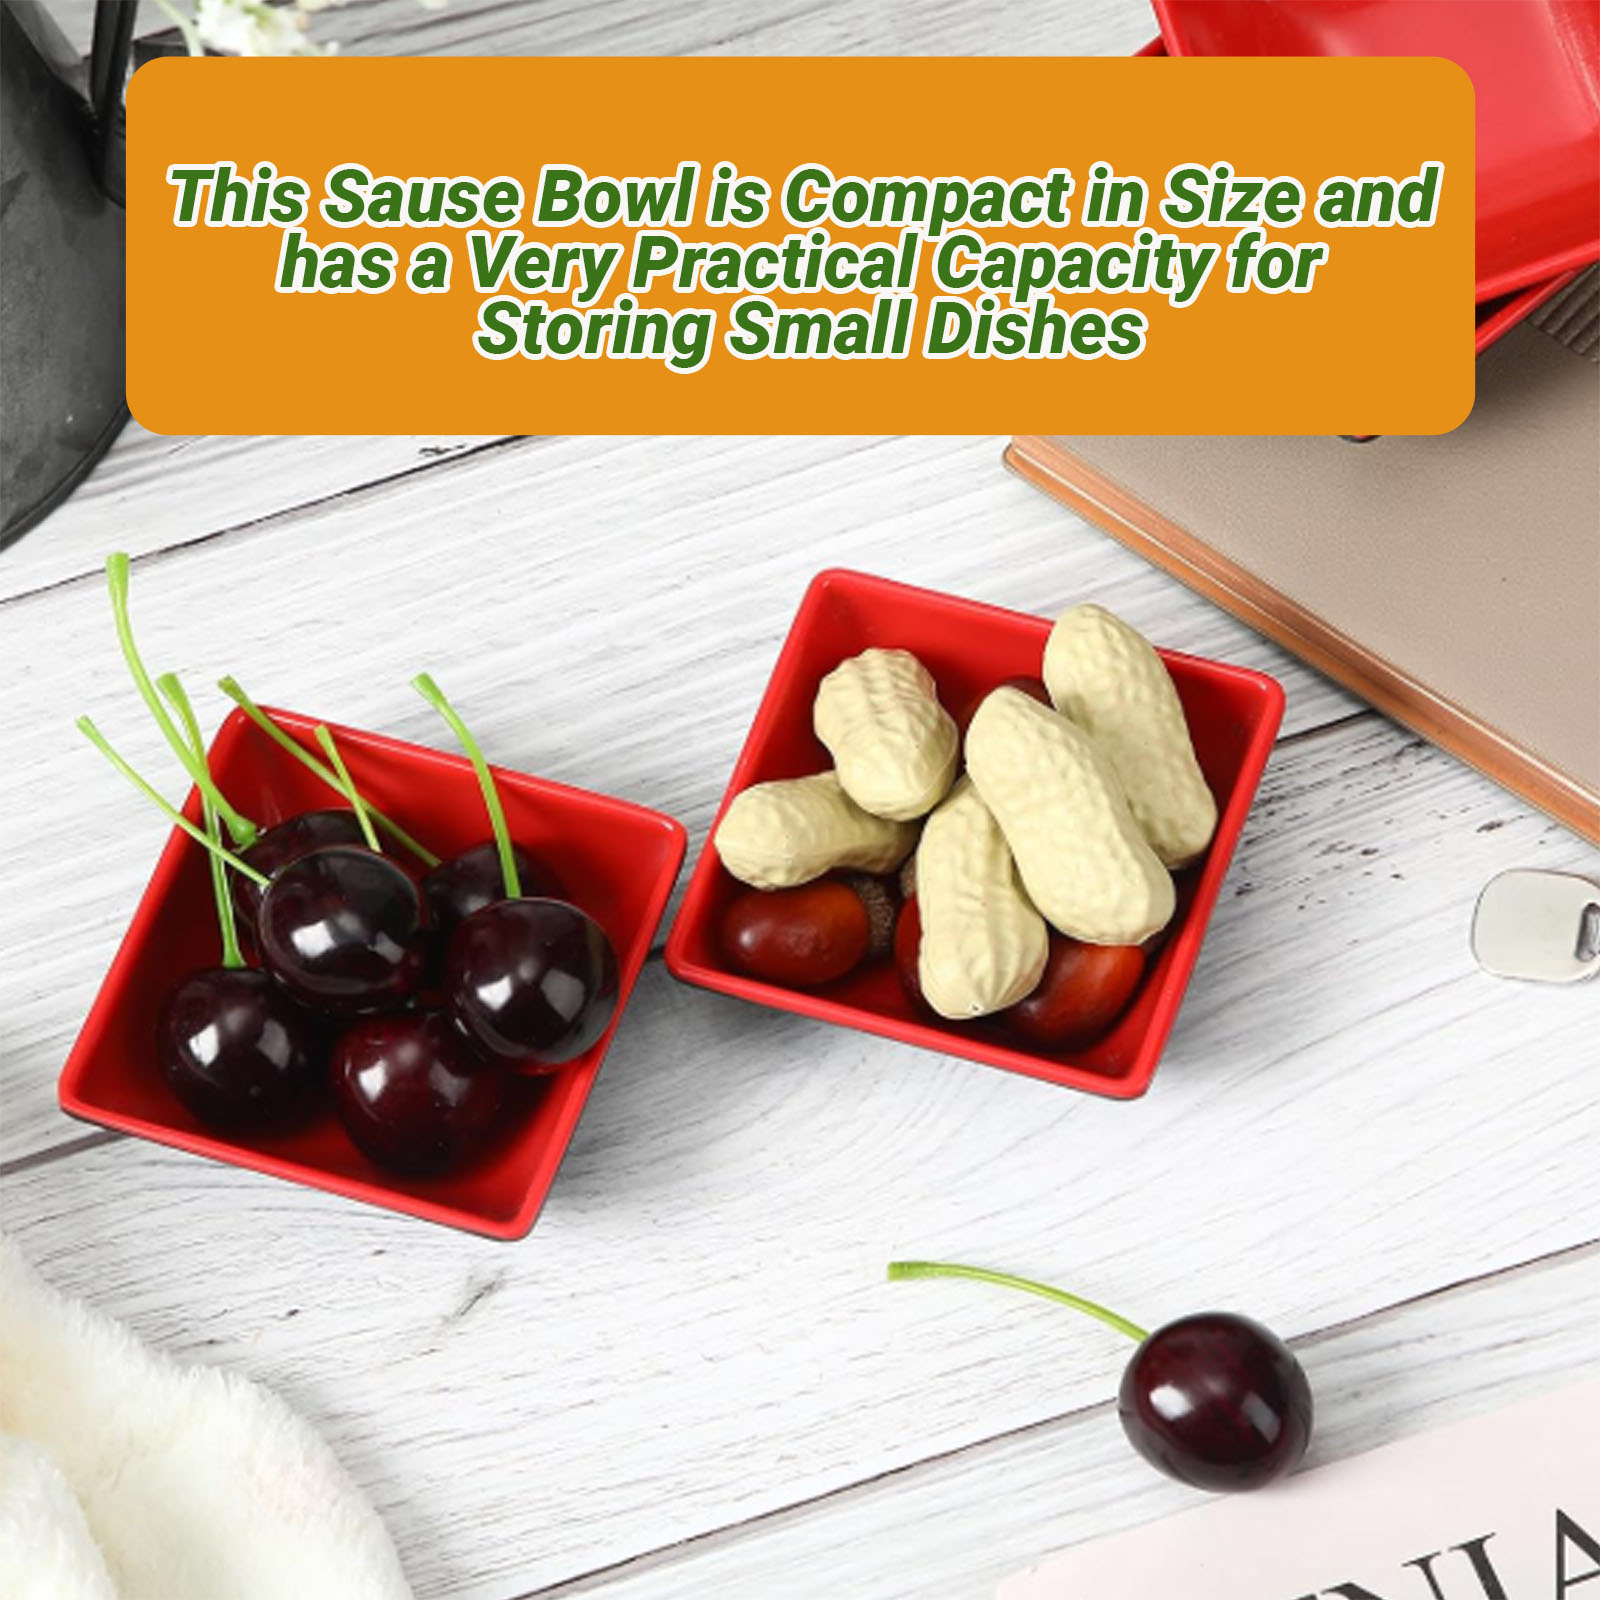 This Sause Bowl is Compact in Size and
has a Very Practical Capacity for
Storing Small Dishes